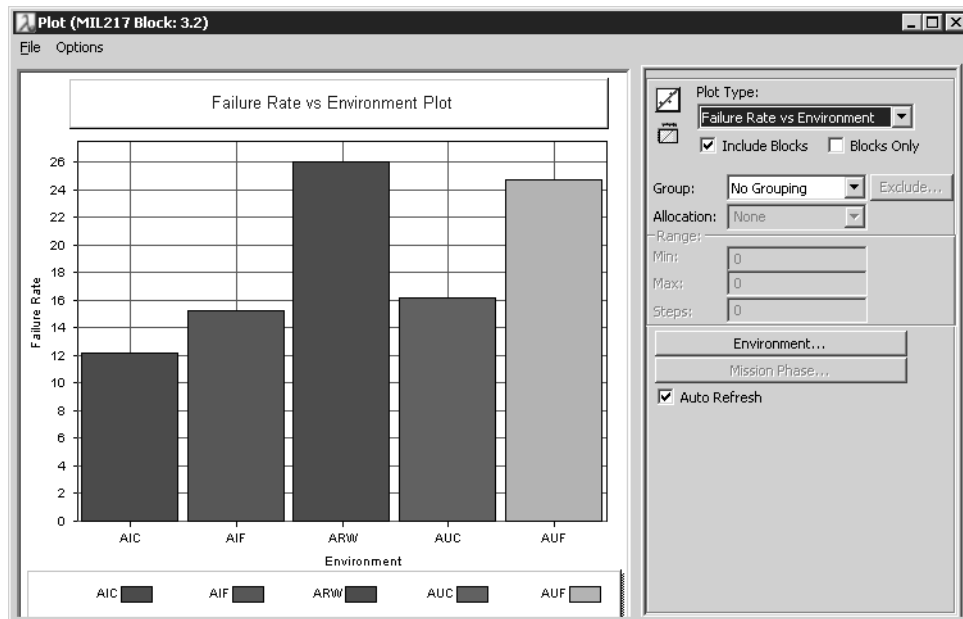 Plot (MIL217 Block: 3.2)
File Options
Failure Rate vs Environment Plot
26
24
22
20
18
16
14
12
10
8
6
4
2
0
Failure Rate
AIC AIF ARW AUC AUF
Environment
AIC AIF ARW AUC AUF
Plot Type:
Failure Rate vs Environment
Include Blocks Blocks Only
Group: No Grouping Exclude...
Allocation: None
Range:
Min: 0
Max: 0
Steps: 0
Environment...
Mission Phase...
Auto Refresh